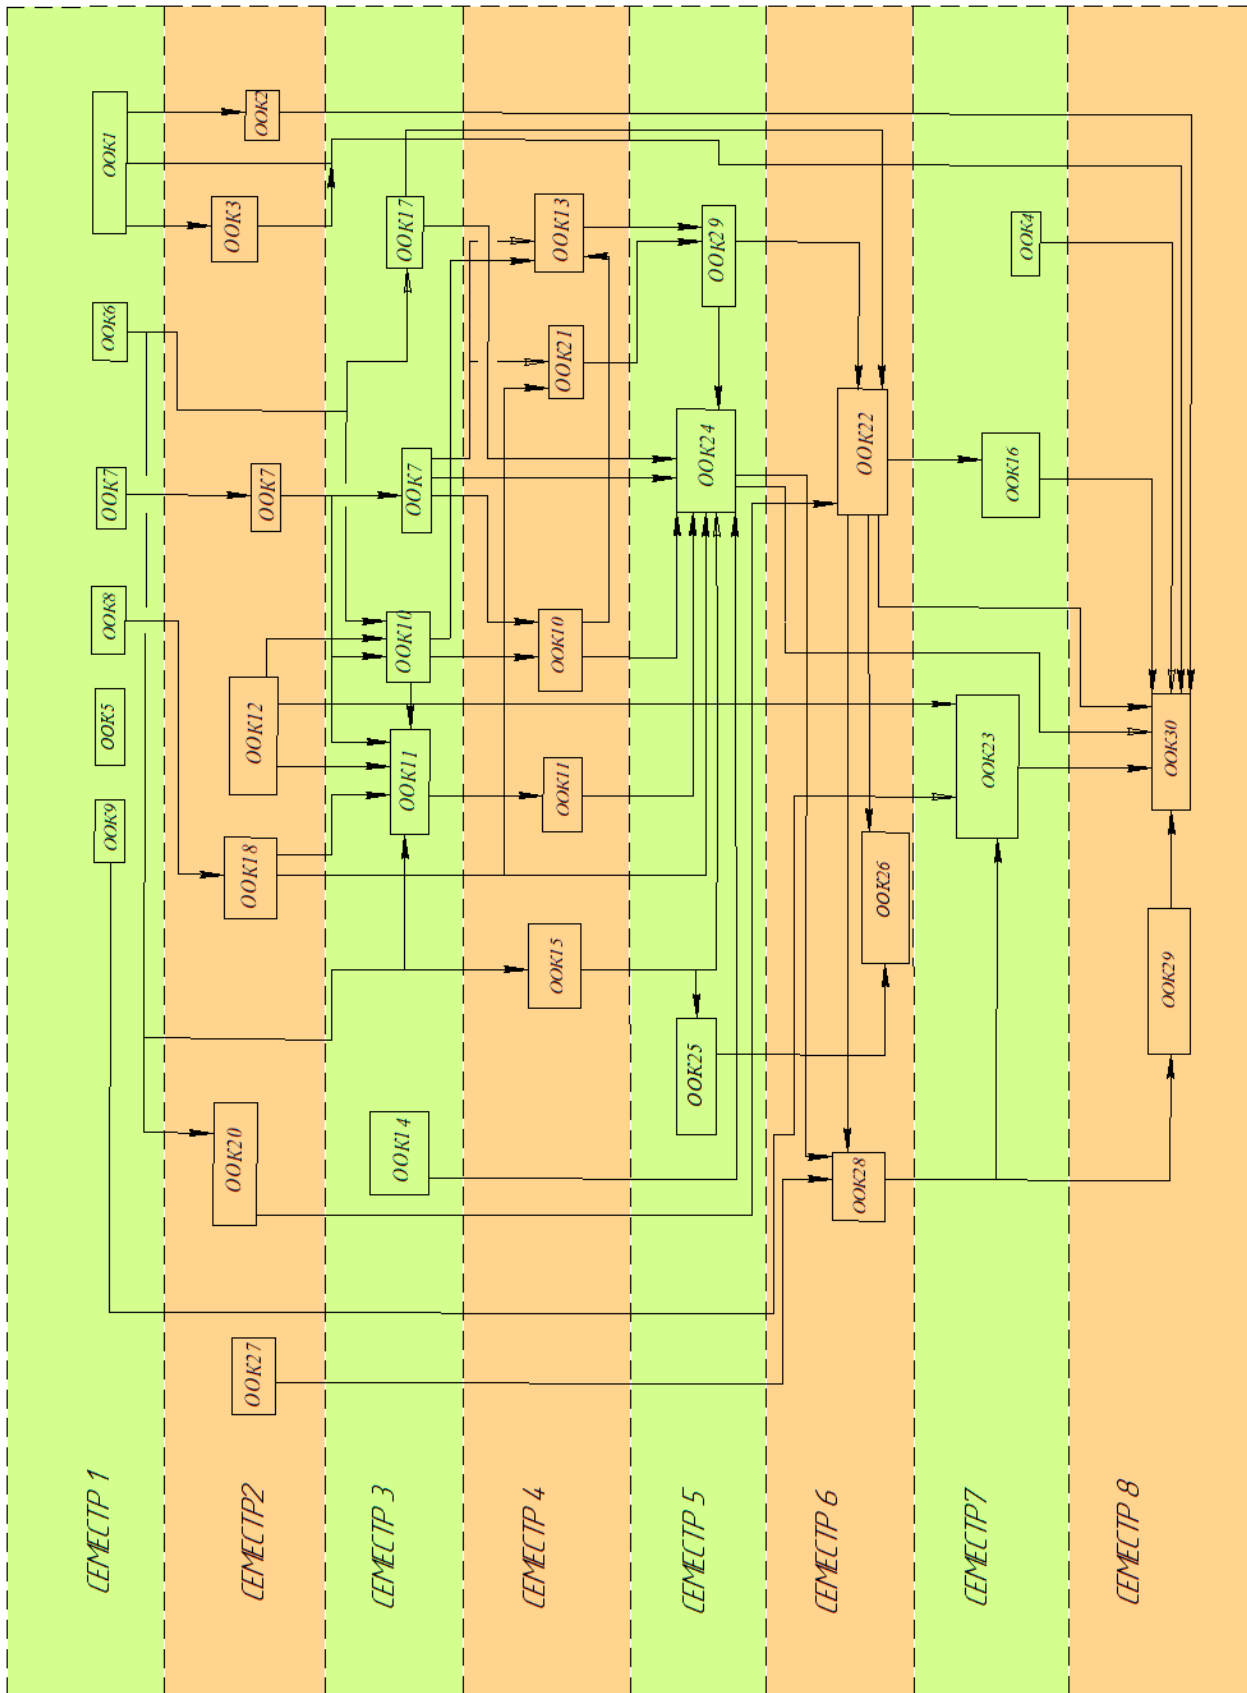 СЕМЕСТР 1
ООК9
ООК5
ООК8
ООК7
ООК6
ООК1
СЕМЕСТР2
ООК27
ООК20
ООК18
ООК12
ООК7
ООК3
ООК2
СЕМЕСТР 3
ООК14
ООК11
ООК10
ООК7
ООК17
СЕМЕСТР 4
ООК15
ООК11
ООК10
ООК21
ООК13
СЕМЕСТР 5
ООК25
ООК24
ООК29
СЕМЕСТР 6
ООК28
ООК26
ООК22
СЕМЕСТР7
ООК23
ООК16
ООК4
СЕМЕСТР 8
ООК29
ООК30